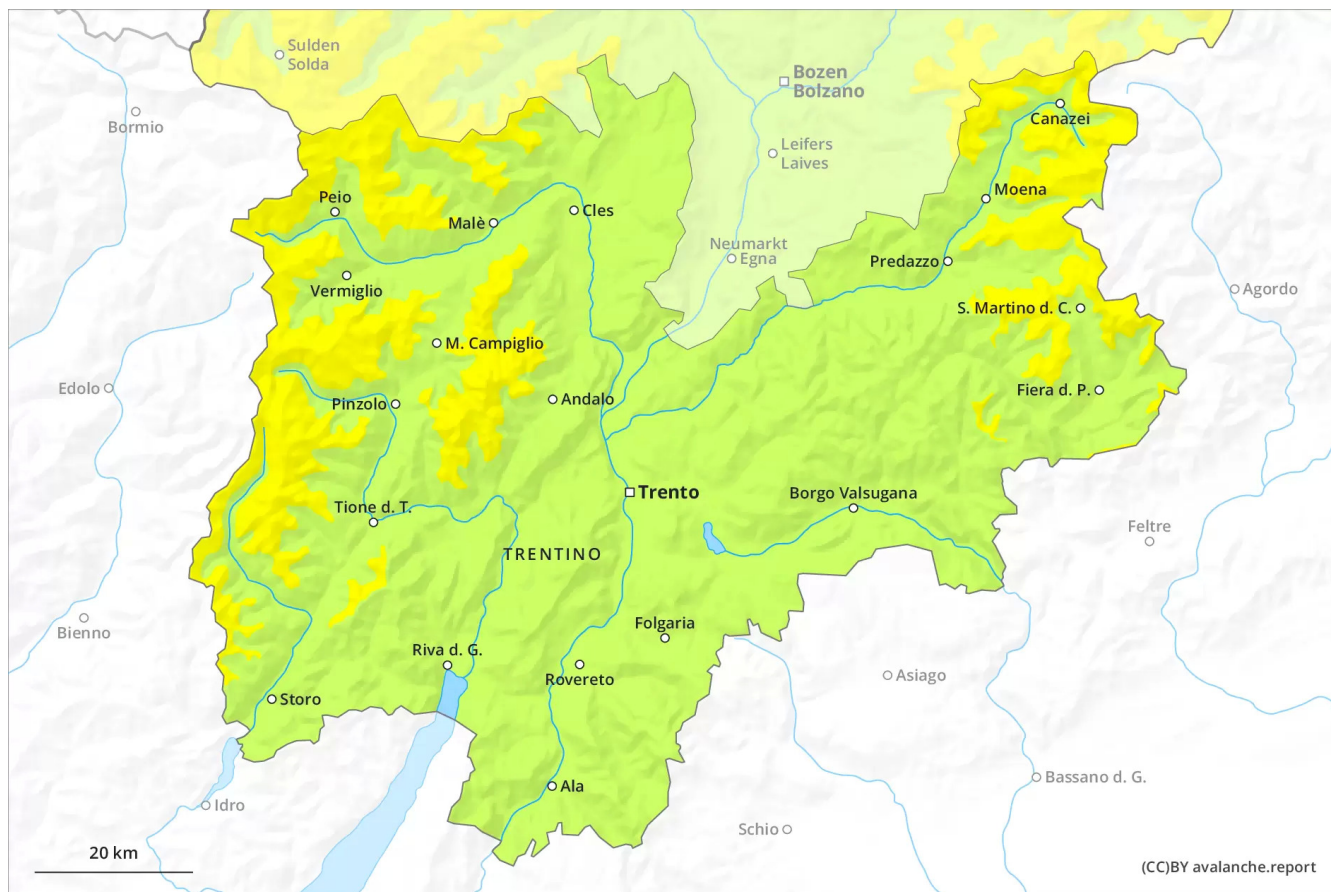 Sulden
Solda
Bozen
Bolzano
Bormio
Canazei
Leifers
Laives
Moena
Peio
Malè
Cles
Neumarkt
Egna
Predazzo
Vermiglio
Agordo
S. Martino d. C.
M. Campiglio
Edolo
Andalo
Fiera d. P.
Pinzolo
Trento
Borgo Valsugana
Tione d. T.
Feltre
TRENTINO
Bienno
Folgaria
Riva d. G.
Rovereto
Asiago
Storo
Bassano d. G.
Ala
Idro
Schio
20 km
(CC)BY avalanche.report